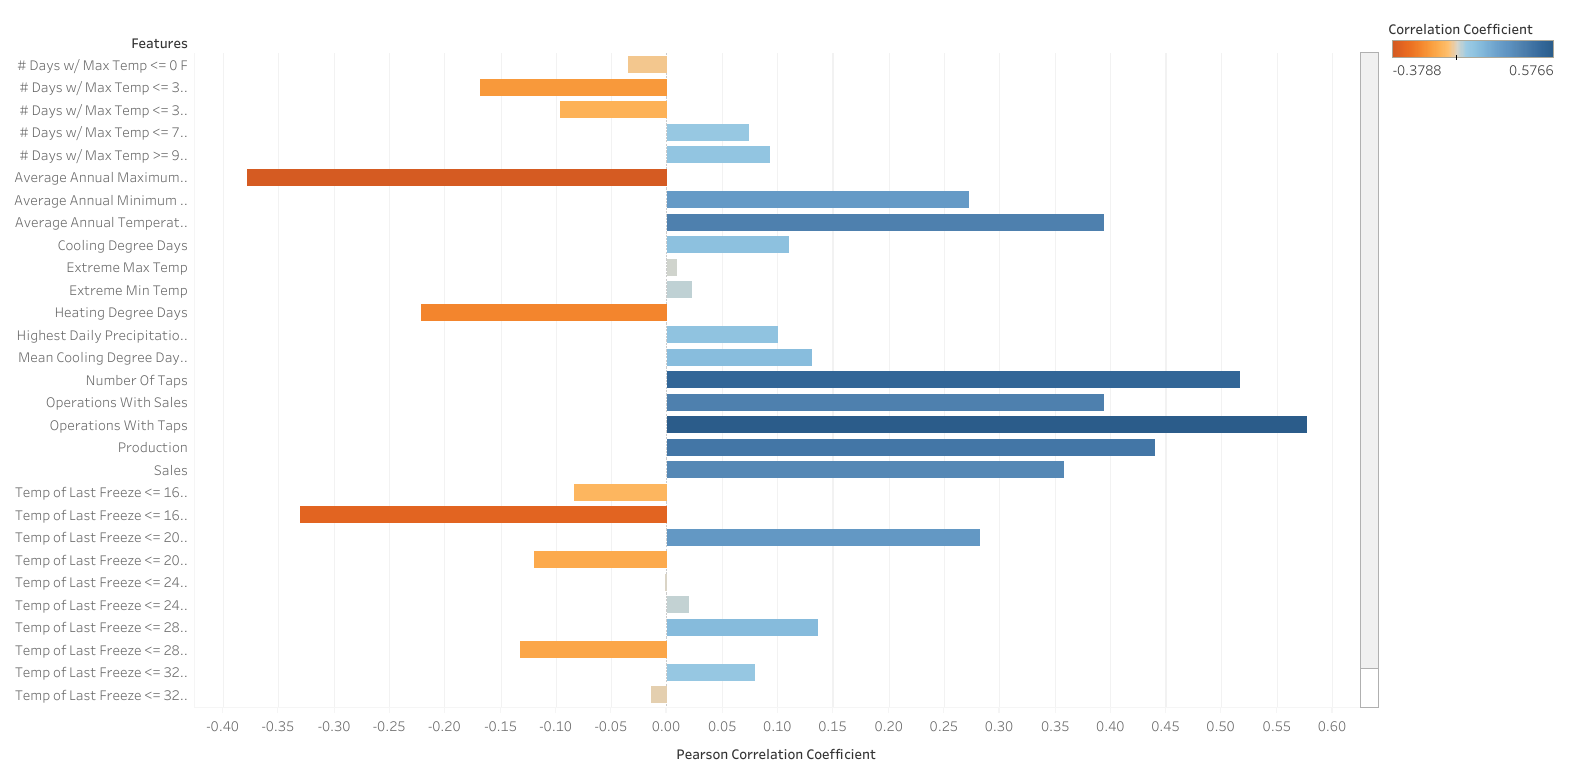 Features
# Days w/ Max Temp <= 0 F
# Days w/ Max Temp <= 3..
# Days w/ Max Temp <= 3..
# Days w/ Max Temp <= 7..
# Days w/ Max Temp >= 9..
Average Annual Maximum..
Average Annual Minimum ..
Average Annual Temperat..
Cooling Degree Days
Extreme Max Temp
Extreme Min Temp
Heating Degree Days
Highest Daily Precipitatio..
Mean Cooling Degree Day..
Number Of Taps
Operations With Sales
Operations With Taps
Production
Sales
Temp of Last Freeze <= 16..
Temp of Last Freeze <= 16..
Temp of Last Freeze <= 20..
Temp of Last Freeze <= 20..
Temp of Last Freeze <= 24..
Temp of Last Freeze <= 24..
Temp of Last Freeze <= 28..
Temp of Last Freeze <= 28..
Temp of Last Freeze <= 32..
Temp of Last Freeze <= 32..
-0.40 -0.35 -0.30 -0.25 -0.20 -0.15 -0.10 -0.05 0.00 0.05 0.10 0.15 0.20 0.25 0.30 0.35 0.40 0.45 0.50 0.55 0.60
Pearson Correlation Coefficient
Correlation Coefficient
-0.3788 0.5766